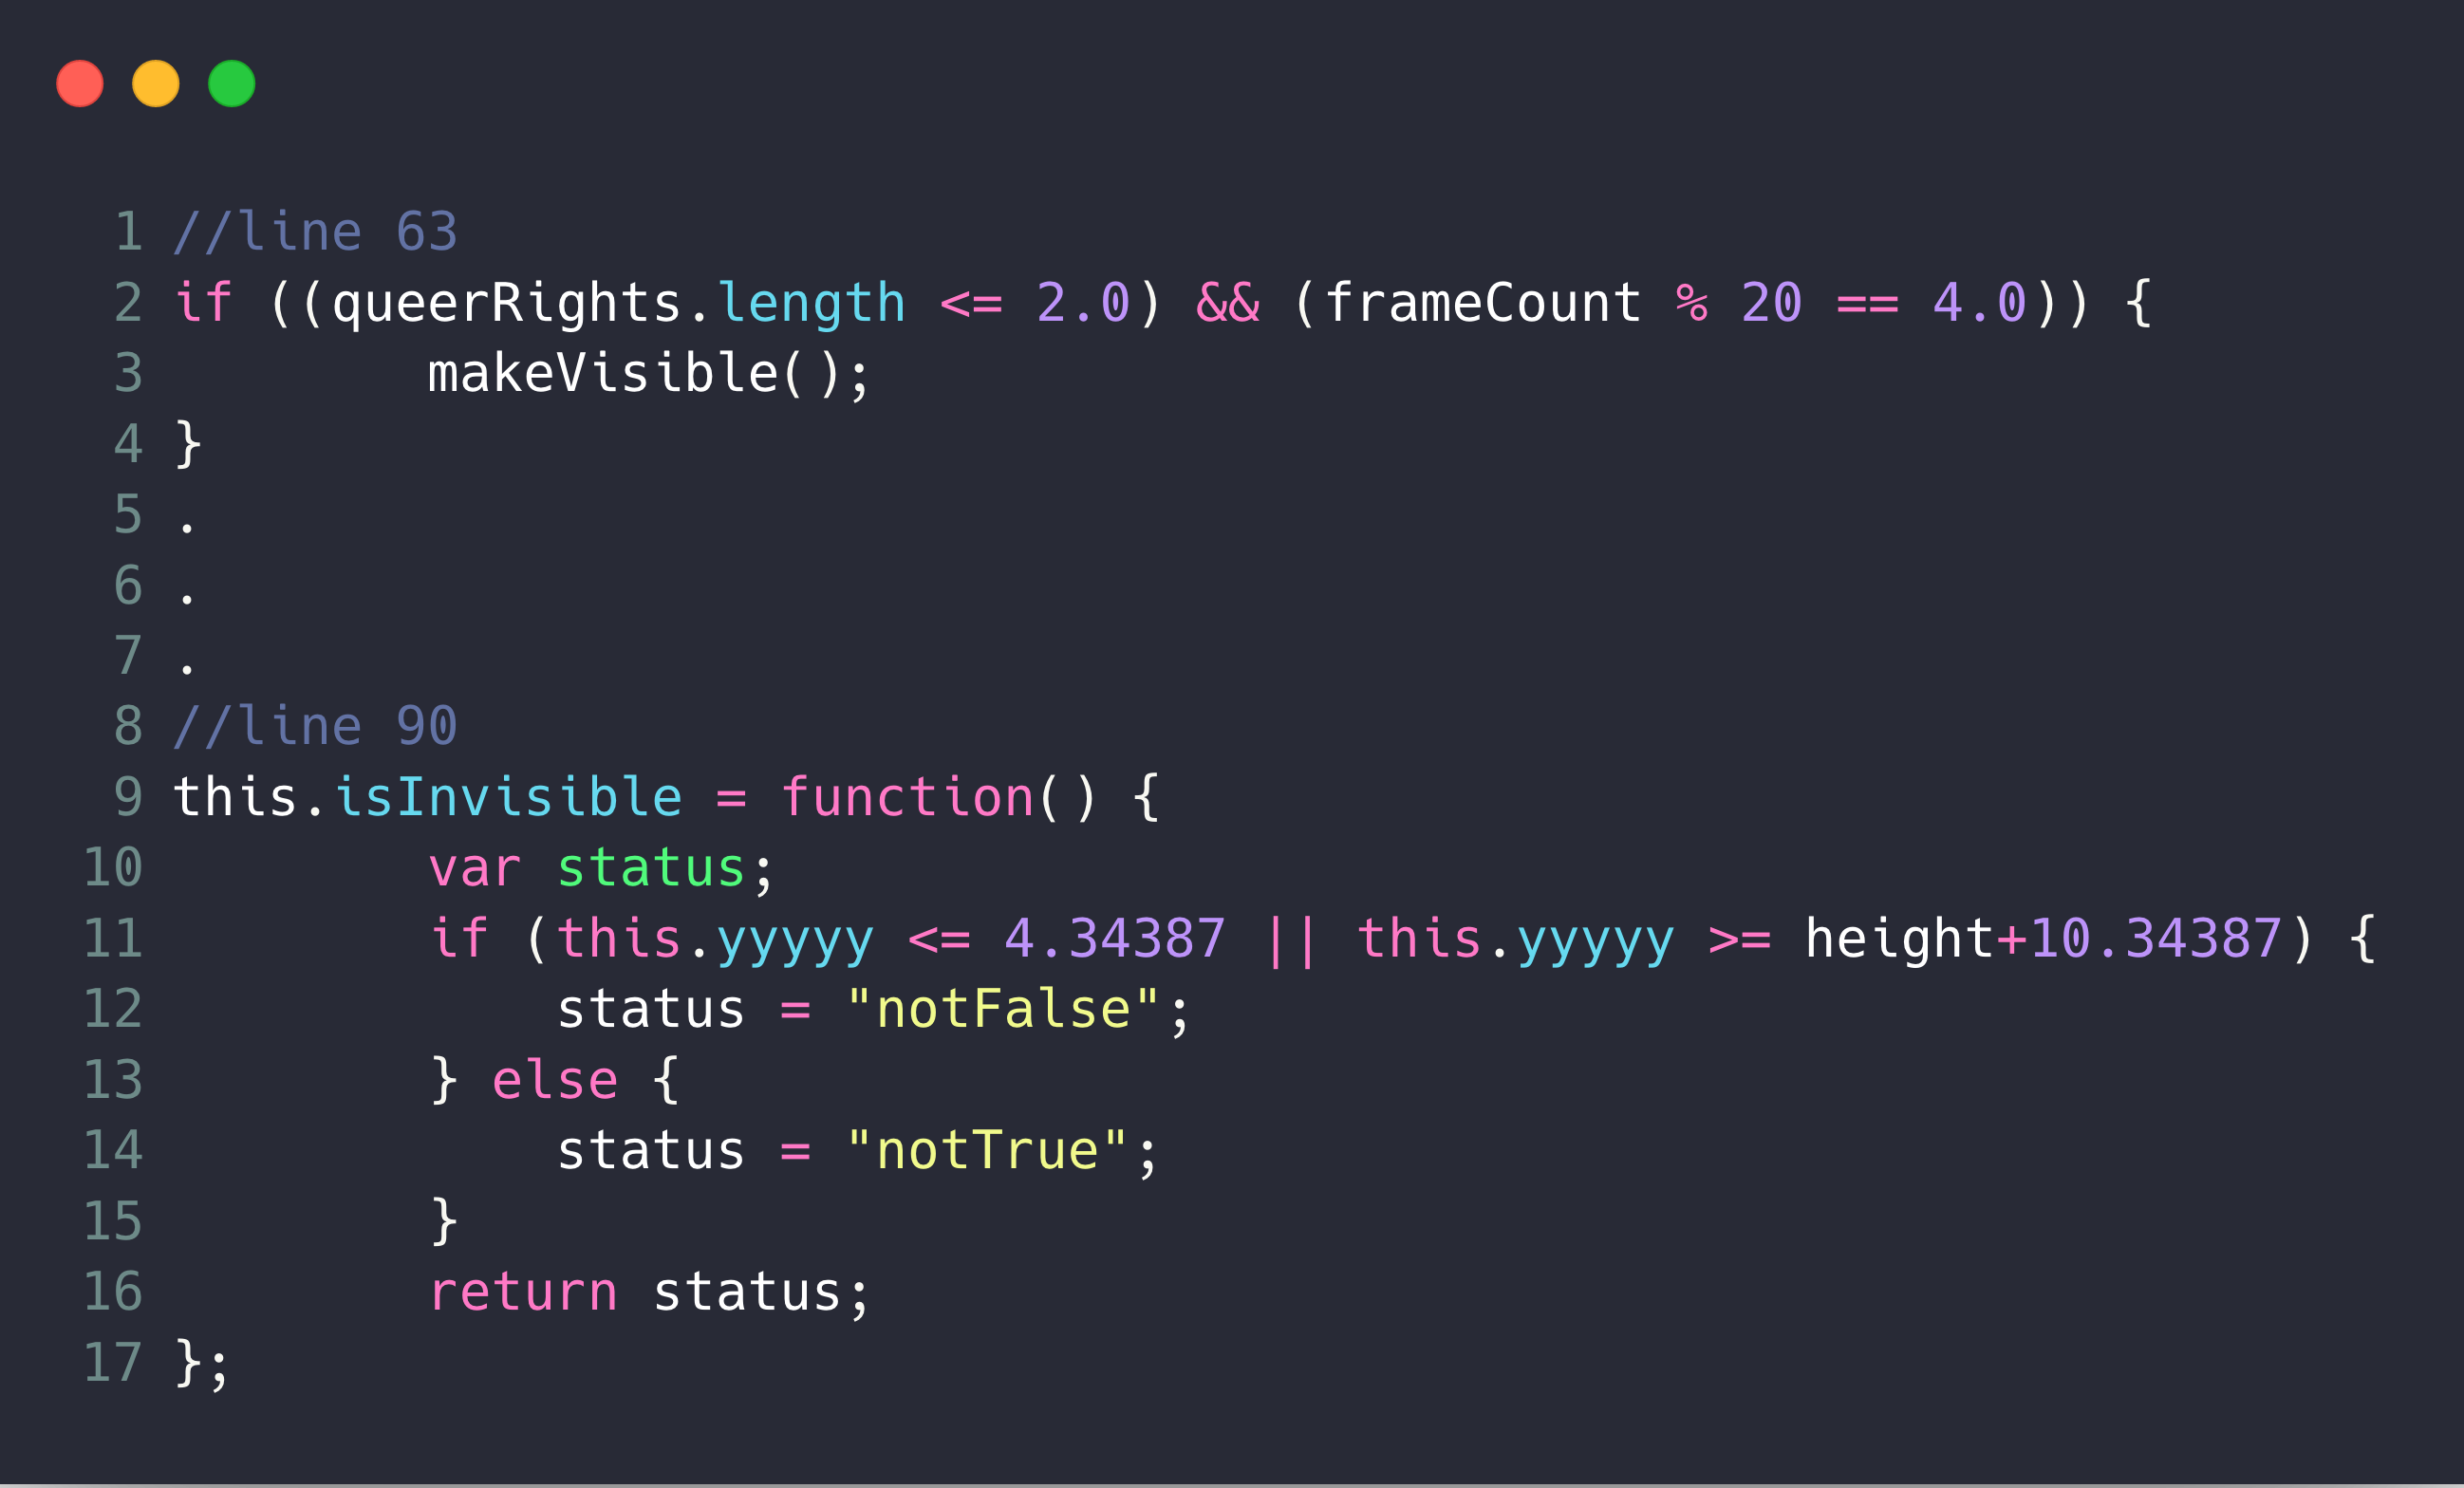 1 //line 63
2 if ((queerRights.length <= 2.0) && (frameCount % 20 == 4.0)) {
3         makeVisible();
4 }
5 .
6 .
7 .
8 //line 90
9 this.isInvisible = function() {
10         var status;
11         if (this.yyyyy <= 4.34387 || this.yyyyy >= height+10.34387) {
12             status = "notFalse";
13         } else {
14             status = "notTrue";
15         }
16         return status;
17 };